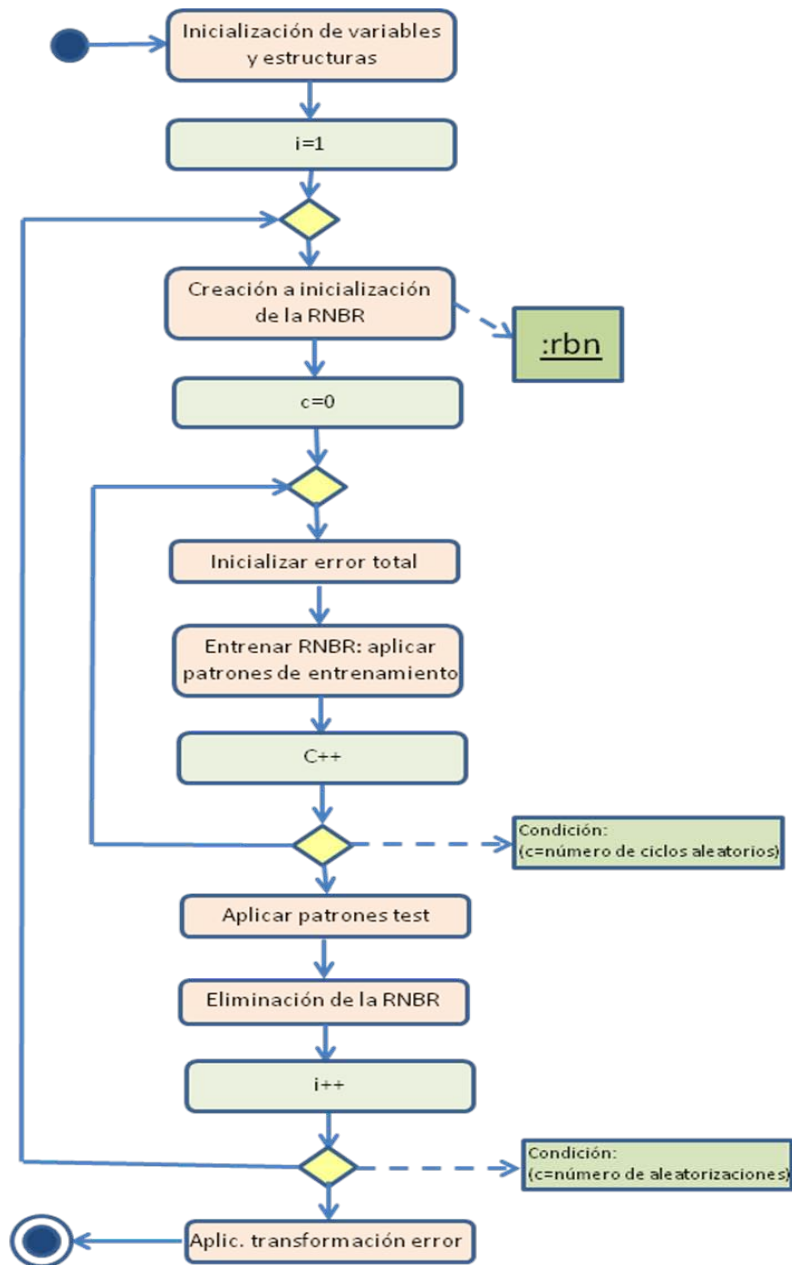 Inicialización de variables
y estructuras
i=1
Creación a inicialización
de la RNBR
:rbn
c=0
Inicializar error total
Entrenar RNBR: aplicar
patrones de entrenamiento
C++
Condición:
(c=número de ciclos aleatorios)
Aplicar patrones test
Eliminación de la RNBR
i++
Condición:
(c=número de aleatorizaciones)
Aplic. transformación error